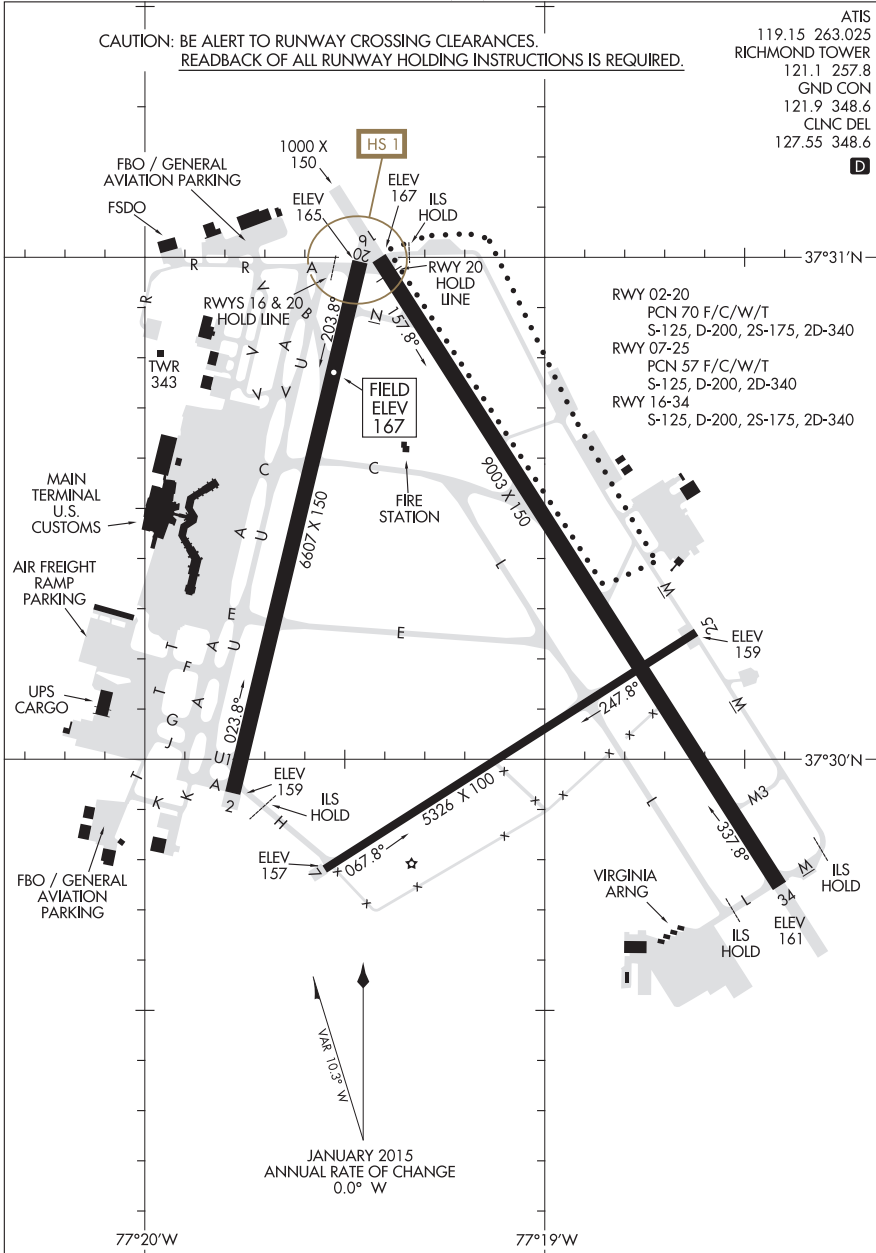 CAUTION: BE ALERT TO RUNWAY CROSSING CLEARANCES.
READBACK OF ALL RUNWAY HOLDING INSTRUCTIONS IS REQUIRED.
ATIS
119.15 263.025
RICHMOND TOWER
121.1 257.8
GND CON
121.9 348.6
CLNC DEL
127.55 348.6
D
HS 1
1000 X
150
FBO / GENERAL
AVIATION PARKING
FSDO
ELEV
165
ELEV
167
ILS
HOLD
16
20
37°31'N
R
R
R
A
V
V
V
V
B
A
U
N
RWYS 16 & 20
HOLD LINE
RWY 20
HOLD
LINE
203.8°
157.8°
RWY 02-20
PCN 70 F/C/W/T
S-125, D-200, 2S-175, 2D-340
RWY 07-25
PCN 57 F/C/W/T
S-125, D-200, 2D-340
RWY 16-34
S-125, D-200, 2S-175, 2D-340
TWR
343
FIELD
ELEV
167
FIRE
STATION
MAIN
TERMINAL
U.S.
CUSTOMS
C
C
A
U
6607 X 150
9003 X 150
L
AIR FREIGHT
RAMP
PARKING
E
E
U
A
T
F
T
A
G
J
M
25
ELEV
159
UPS
CARGO
023.8°
247.8°
M
U1
A
2
K
K
T
37°30'N
ELEV
159
ILS
HOLD
H
5326 X 100
L
M3
067.8°
337.8°
ELEV
157
7
FBO / GENERAL
AVIATION
PARKING
VIRGINIA
ARNG
M
ILS
HOLD
L
34
ILS
HOLD
ELEV
161
x
x
x
x
x
x
x
x
x
x
VAR 10.3° W
JANUARY 2015
ANNUAL RATE OF CHANGE
0.0° W
77°20'W
77°19'W